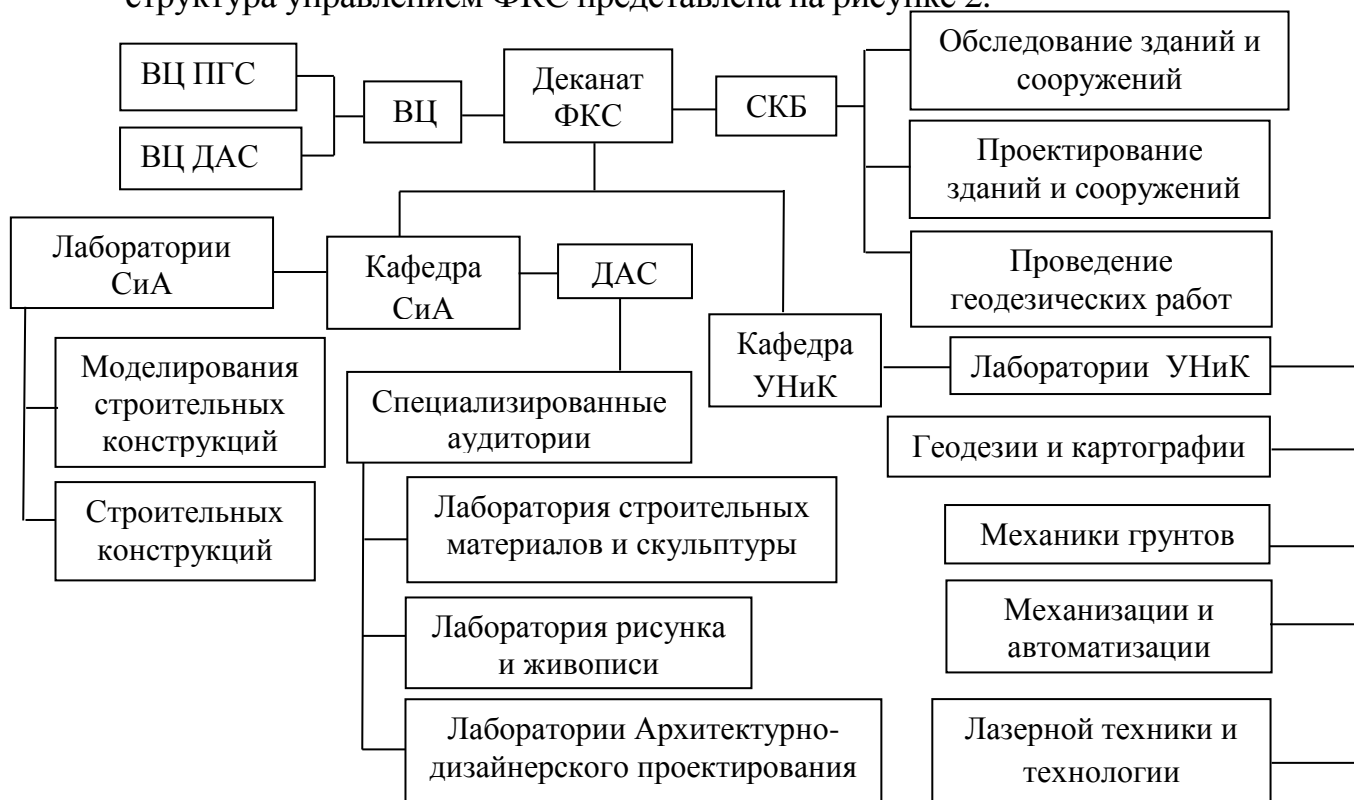 структура управлением ФКС представлена на рисунке 2.
ВЦ ПГС
ВЦ ДАС
ВЦ
Деканат
ФКС
СКБ
Обследование зданий и
сооружений
Проектирование
зданий и сооружений
Проведение
геодезических работ
Лаборатории
СиА
Кафедра
СиА
ДАС
Кафедра
УНиК
Лаборатории УНиК
Моделирования
строительных
конструкций
Строительных
конструкций
Специализированные
аудитории
Лаборатория строительных
материалов и скульптуры
Лаборатория рисунка
и живописи
Лаборатории Архитектурно-
дизайнерского проектирования
Геодезии и картографии
Механики грунтов
Механизации и
автоматизации
Лазерной техники и
технологии